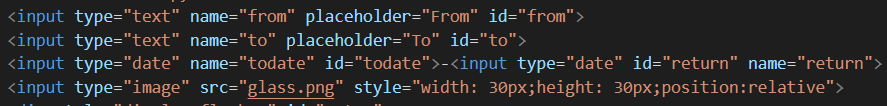 <input type="text" name="from" placeholder="From" id="from">
<input type="text" name="to" placeholder="To" id="to">
<input type="date" name="todate" id="todate">-<input type="date" id="return" name="return">
<input type="image" src="glass.png" style="width: 30px;height: 30px;position:relative">